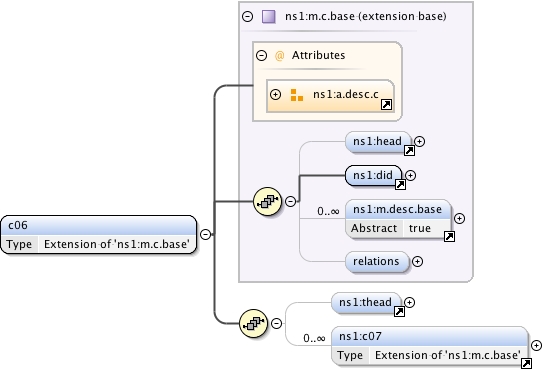 ns1:m.c.base (extension base)
@ Attributes
ns1:a.desc.c
ns1:head
ns1:did
0..∞
ns1:m.desc.base
Abstract true
relations
c06
Type Extension of 'ns1:m.c.base'
ns1:thead
0..∞
ns1:c07
Type Extension of 'ns1:m.c.base'